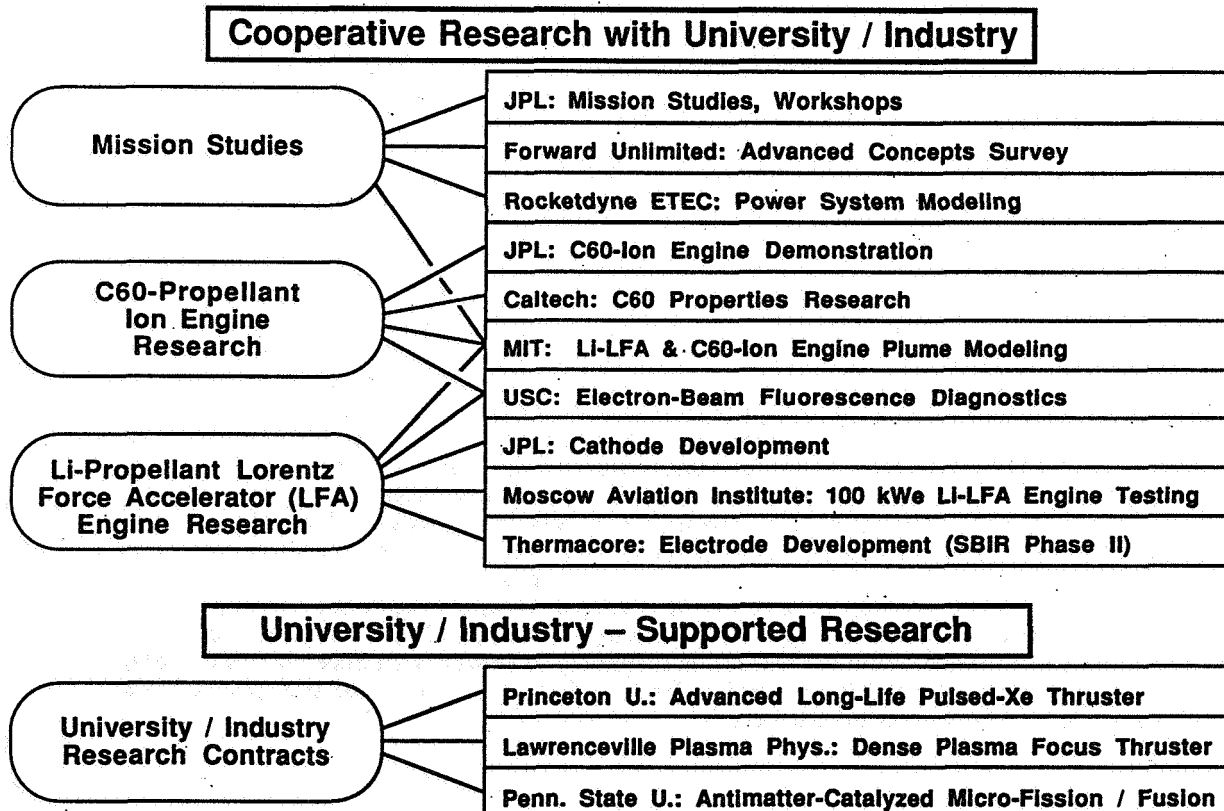 Cooperative Research with University / Industry
Mission Studies
JPL: Mission Studies, Workshops
Forward Unlimited: Advanced Concepts Survey
Rocketdyne ETEC: Power System Modeling
C60-Propellant
Ion Engine
Research
JPL: C60-Ion Engine Demonstration
Caltech: C60 Properties Research
MIT: Li-LFA & C60-Ion Engine Plume Modeling
USC: Electron-Beam Fluorescence Diagnostics
Li-Propellant Lorentz
Force Accelerator (LFA)
Engine Research
JPL: Cathode Development
Moscow Aviation Institute: 100 kWe Li-LFA Engine Testing
Thermacore: Electrode Development (SBIR Phase II)
University / Industry – Supported Research
University / Industry
Research Contracts
Princeton U.: Advanced Long-Life Pulsed-Xe Thruster
Lawrenceville Plasma Phys.: Dense Plasma Focus Thruster
Penn. State U.: Antimatter-Catalyzed Micro-Fission / Fusion